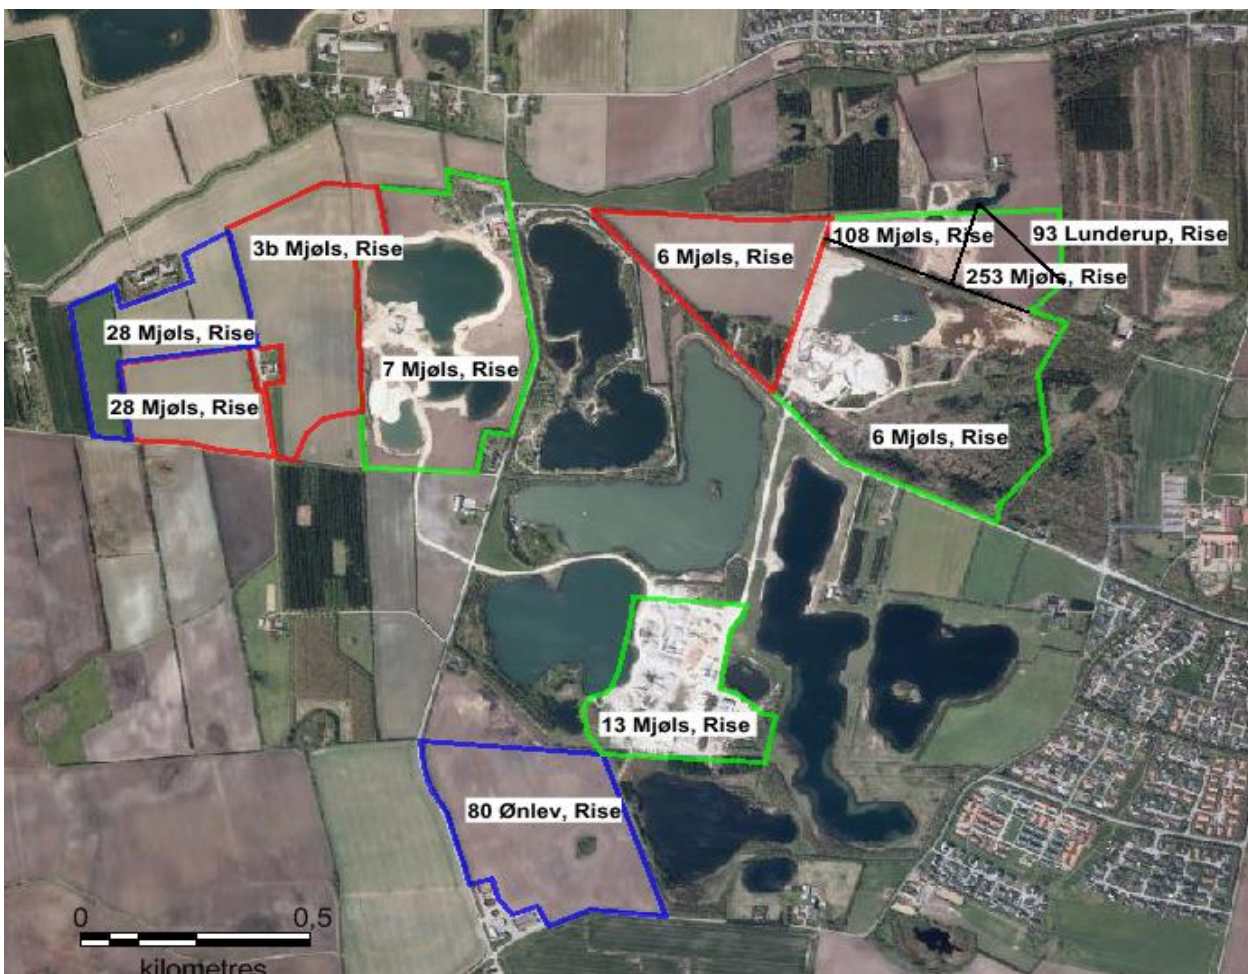 108 Mjøls, Rise
93 Lunderup, Rise
3b Mjøls, Rise
6 Mjøls, Rise
253 Mjøls, Rise
28 Mjøls, Rise
7 Mjøls, Rise
28 Mjøls, Rise
6 Mjøls, Rise
13 Mjøls, Rise
80 Ønlev, Rise
0 0,5
kilometres